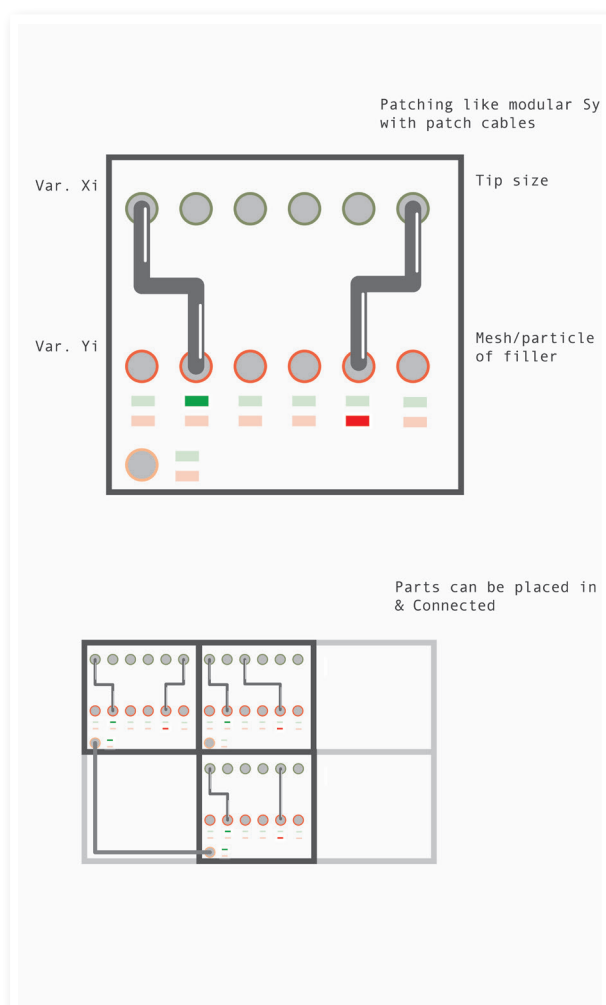 Patching like modular Sy
with patch cables
Var. Xi
Tip size
Var. Yi
Mesh/particle
of filler
Parts can be placed in
& Connected